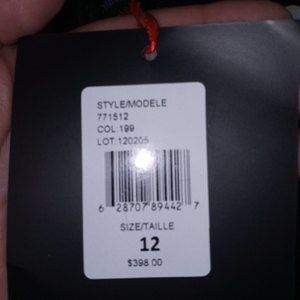 STYLE/MODELE
771512
COL:199
LOT:120205
6 28707 89442 7
SIZE/TAILLE
12
$398.00